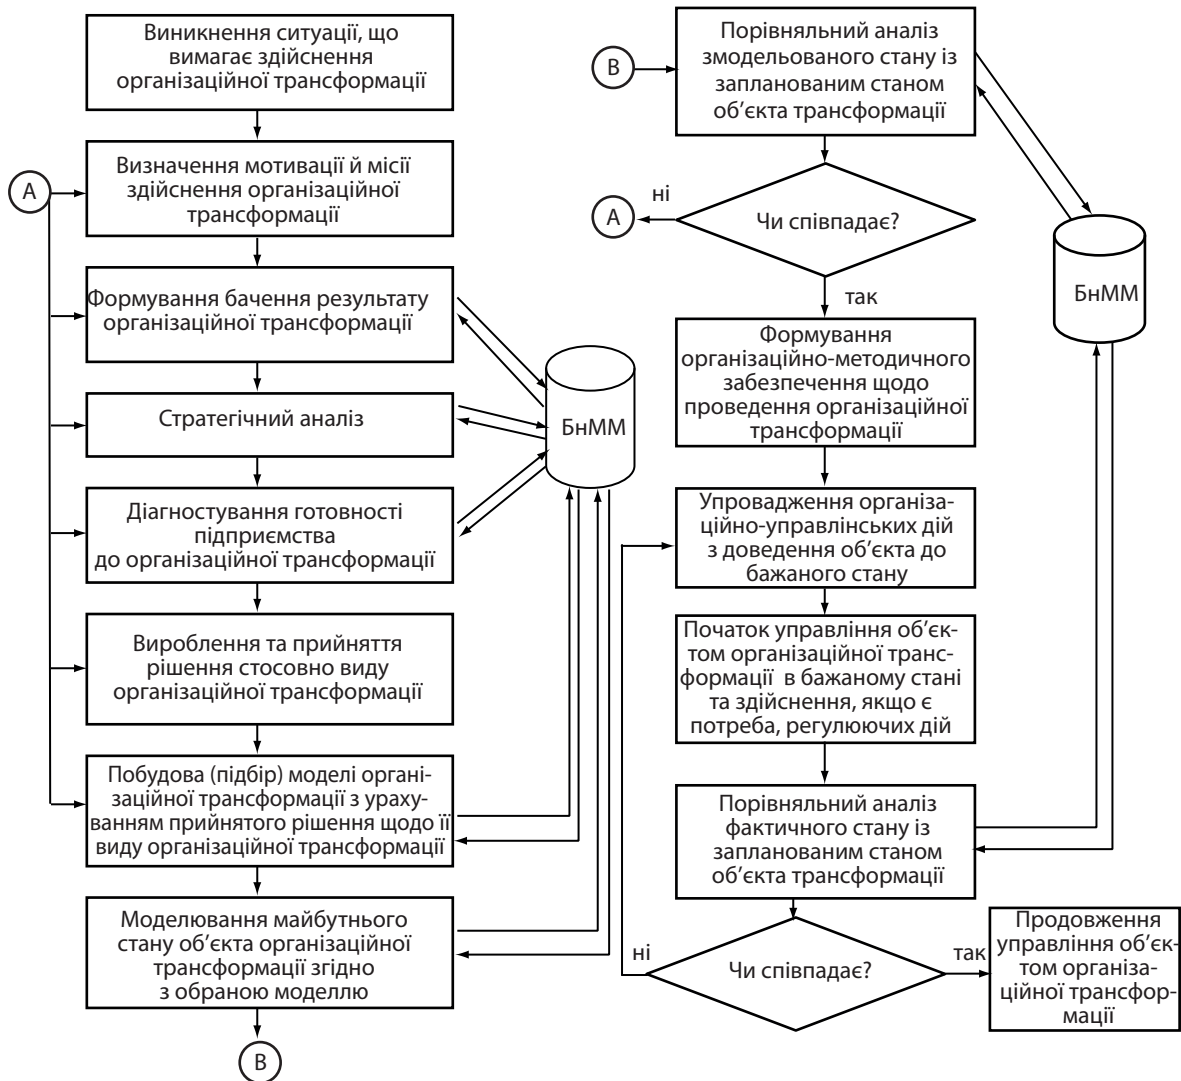 Виникнення ситуації, що
вимагає здійснення
організаційної трансформації
А
Визначення мотивації й місії
здійснення організаційної
трансформації
Формування бачення результату
організаційної трансформації
Стратегічний аналіз
БнММ
Діагностування готовності
підприємства
до організаційної трансформації
Вироблення та прийняття
рішення стосовно виду
організаційної трансформації
Побудова (підбір) моделі органі-
заційної трансформації з ураху-
ванням прийнятого рішення щодо її
виду організаційної трансформації
Моделювання майбутнього
стану об’єкта організаційної
трансформації згідно
з обраною моделлю
В
В
Порівняльний аналіз
змодельованого стану із
запланованим станом
об’єкта трансформації
ні
А
Чи співпадає?
БнММ
так
Формування
організаційно-методичного
забезпечення щодо
проведення організаційної
трансформації
Упровадження організа-
ційно-управлінських дій
з доведення об’єкта до
бажаного стану
Початок управління об’єк-
том організаційної транс-
формації в бажаному стані
та здійснення, якщо є
потреба, регулюючих дій
Порівняльний аналіз
фактичного стану із
запланованим станом
об’єкта трансформації
ні
Чи співпадає?
так
Продовження
управління об’єк-
том організа-
ційної трансфор-
мації